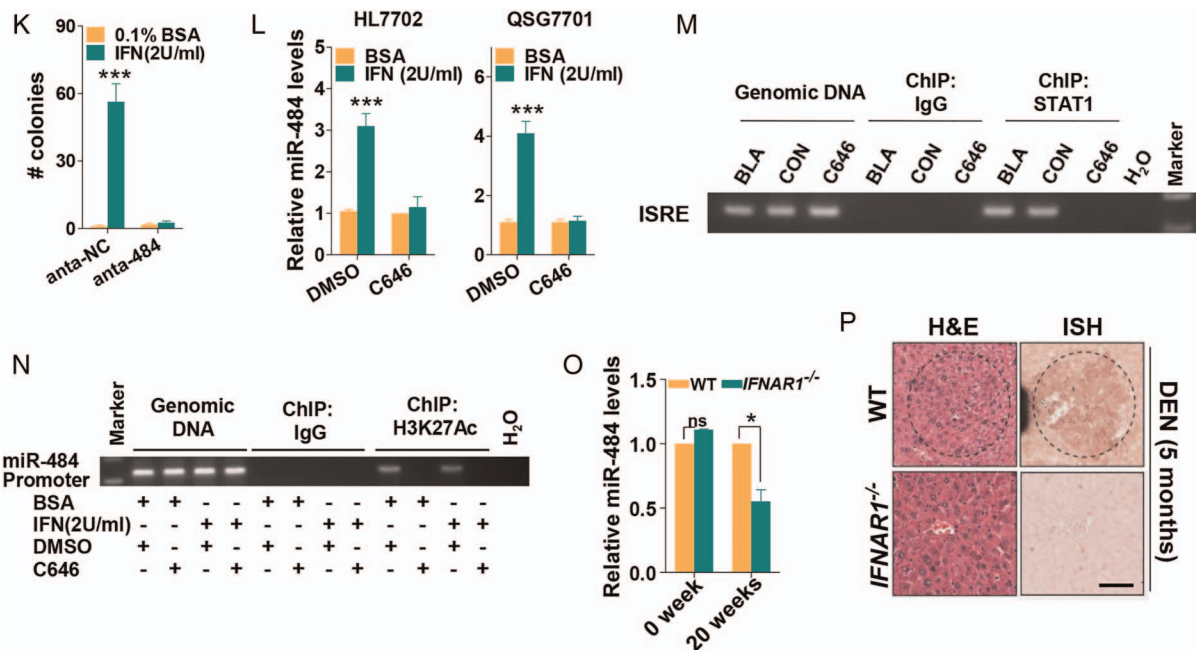 K
# colonies
90
60
30
0
0.1% BSA
IFN(2U/ml)
***
anta-NC
anta-484
L
Relative miR-484 levels
HL7702
5
4
3
2
1
0
BSA
IFN (2U/ml)
***
DMSO
C646
QSG7701
6
4
2
0
BSA
IFN (2U/ml)
***
DMSO
C646
M
Genomic DNA
ChIP:
IgG
ChIP:
STAT1
BLA
CON
C646
BLA
CON
C646
BLA
CON
C646
H2O
Marker
ISRE
N
Marker
Genomic
DNA
ChIP:
IgG
ChIP:
H3K27Ac
H2O
miR-484
Promoter
BSA + + - - + + - - + + - -
IFN(2U/ml) - - + + - - + + - - + +
DMSO + - + - + - + - + - + -
C646 - + - + - + - + - + - +
O
Relative miR-484 levels
1.5
1.0
0.5
0.0
WT
IFNAR1-/-
ns
*
0 week
20 weeks
P
H&E
ISH
WT
IFNAR1-/-
DEN (5 months)